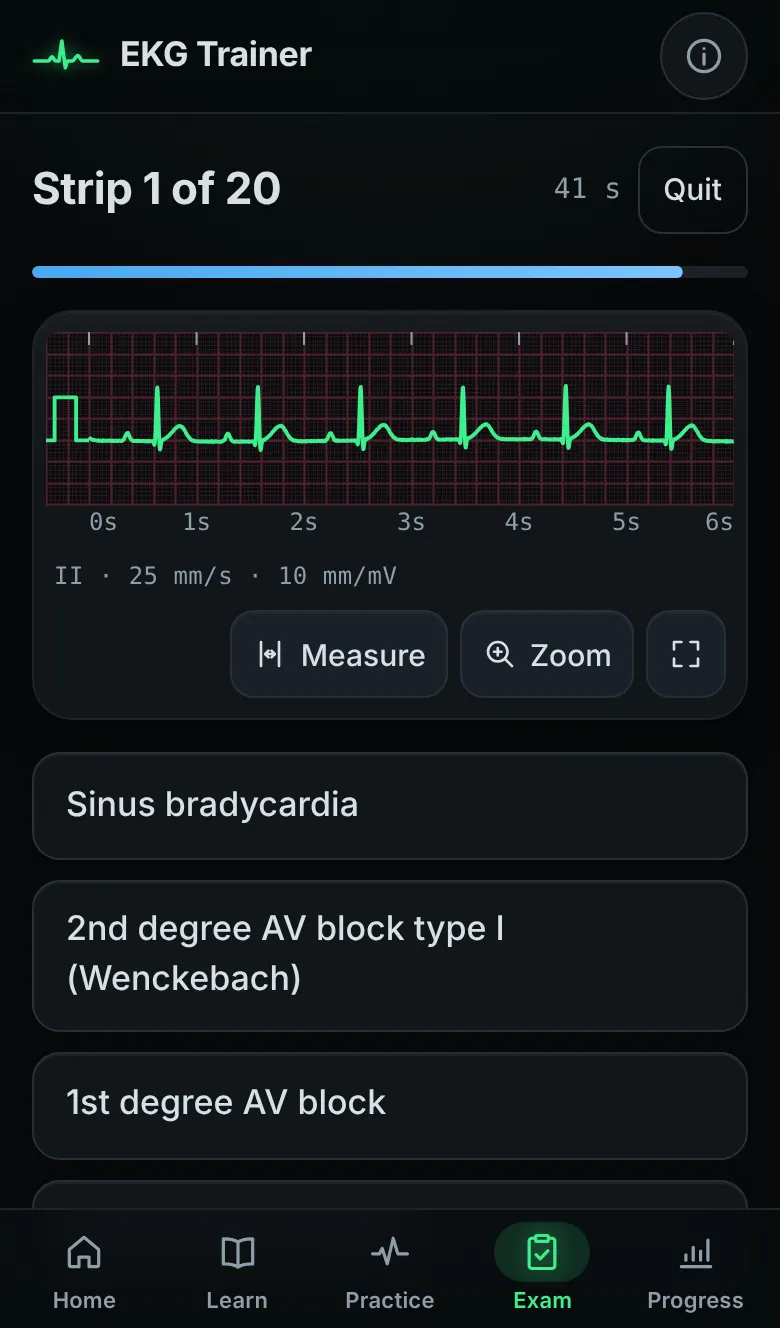 EKG Trainer
Strip 1 of 20
41 s
Quit
0s 1s 2s 3s 4s 5s 6s
II · 25 mm/s · 10 mm/mV
Measure
Zoom
Sinus bradycardia
2nd degree AV block type I
(Wenckebach)
1st degree AV block
Home
Learn
Practice
Exam
Progress